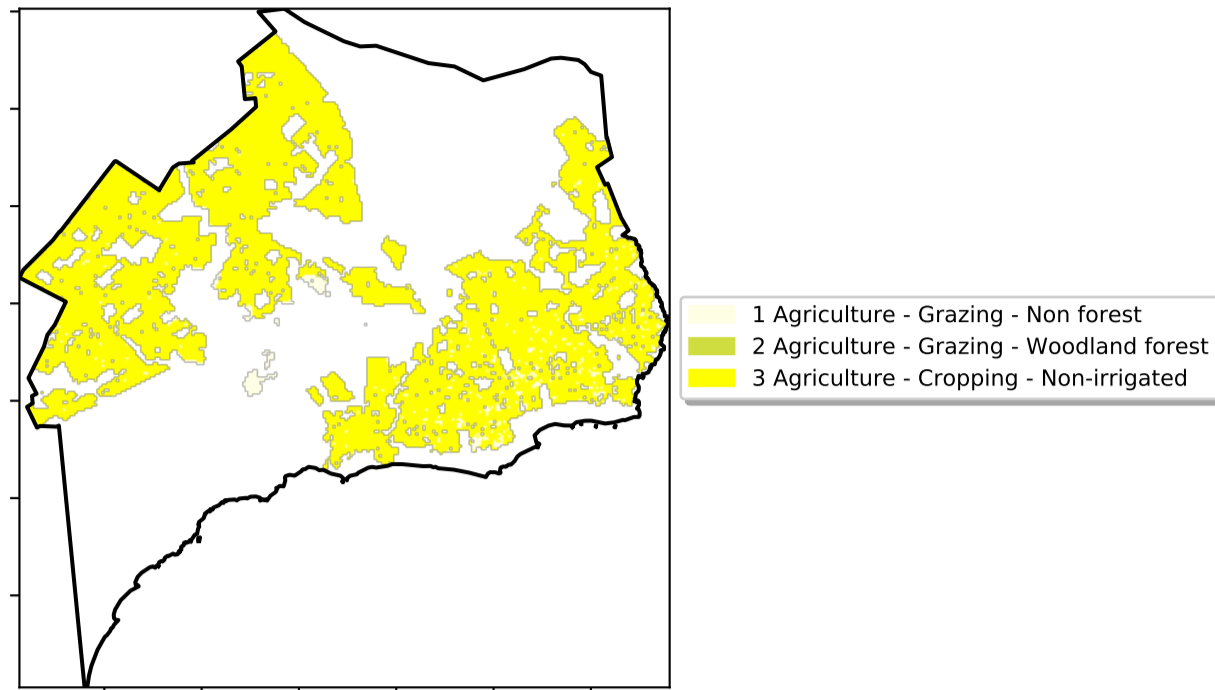 1 Agriculture - Grazing - Non forest
2 Agriculture - Grazing - Woodland forest
3 Agriculture - Cropping - Non-irrigated